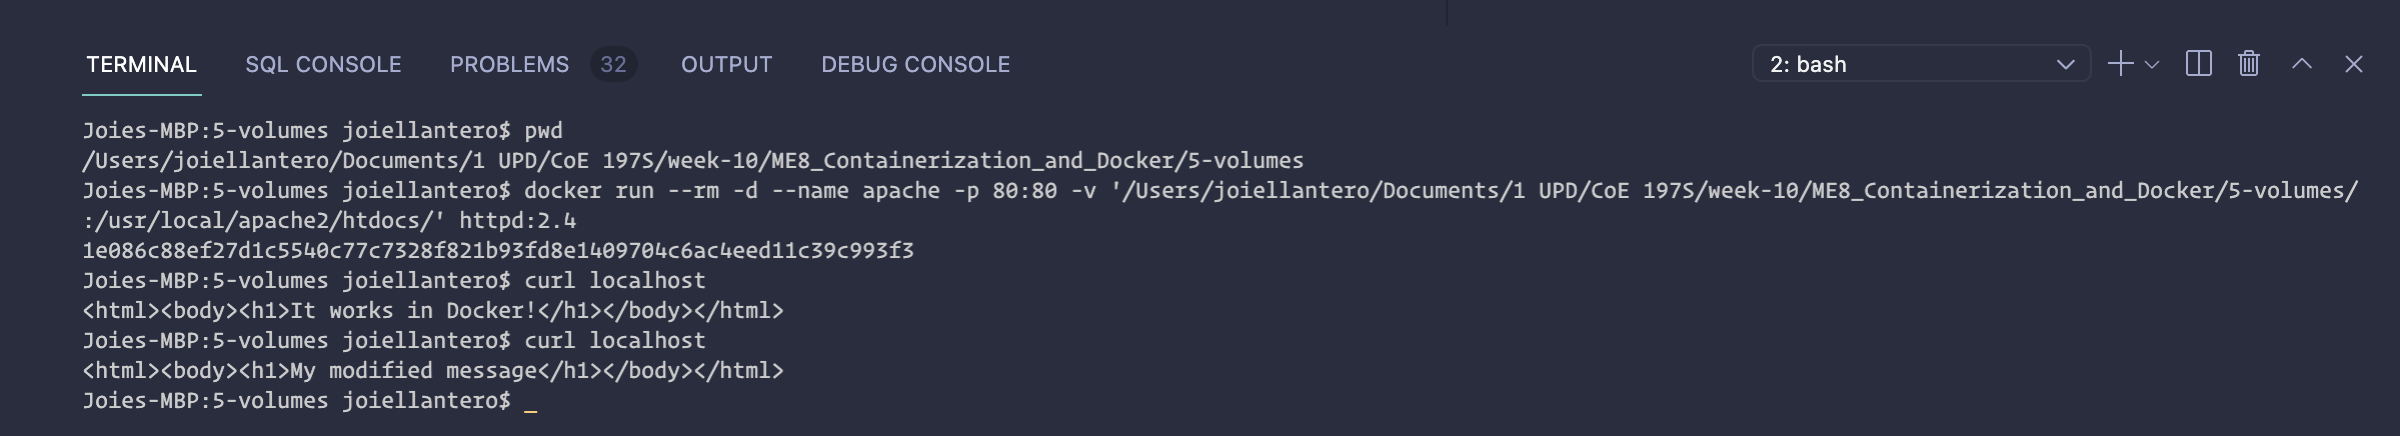 TERMINAL SQL CONSOLE PROBLEMS 32 OUTPUT DEBUG CONSOLE 2: bash
Joies-MBP:5-volumes joiellantero$ pwd
/Users/joiellantero/Documents/1 UPD/CoE 197S/week-10/ME8_Containerization_and_Docker/5-volumes
Joies-MBP:5-volumes joiellantero$ docker run --rm -d --name apache -p 80:80 -v '/Users/joiellantero/Documents/1 UPD/CoE 197S/week-10/ME8_Containerization_and_Docker/5-volumes/
:/usr/local/apache2/htdocs/' httpd:2.4
1e086c88ef27d1c5540c77c7328f821b93fd8e1409704c6ac4eed11c39c993f3
Joies-MBP:5-volumes joiellantero$ curl localhost
<html><body><h1>It works in Docker!</h1></body></html>
Joies-MBP:5-volumes joiellantero$ curl localhost
<html><body><h1>My modified message</h1></body></html>
Joies-MBP:5-volumes joiellantero$ _